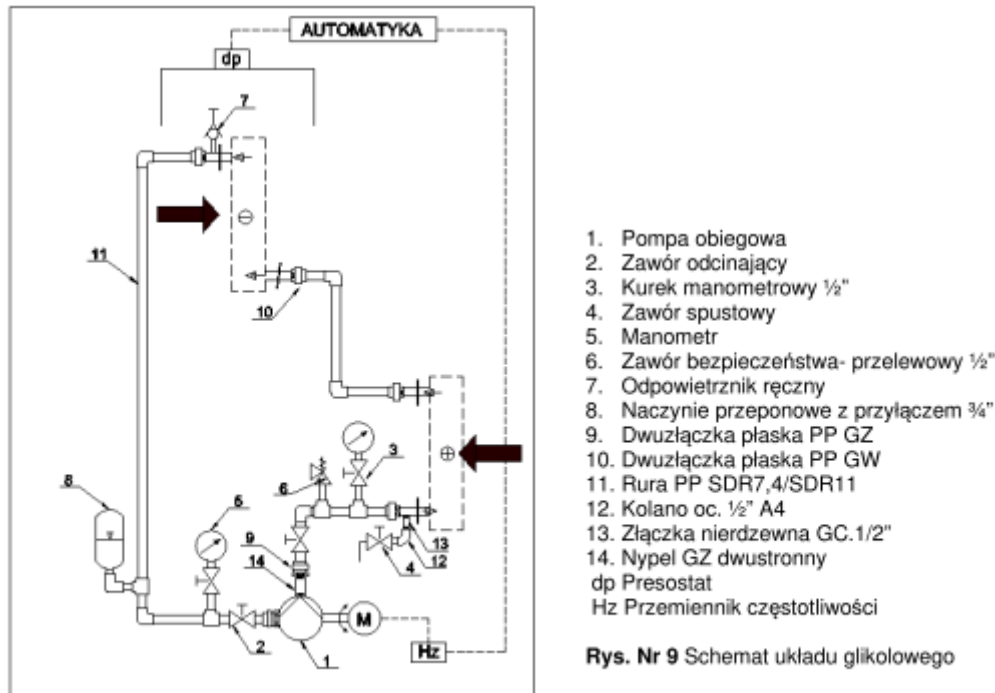 AUTOMATYKA
dp
7
11
10
8
5
6
3
9
14
13
12
4
M
2
1
Hz
1. Pompa obiegowa
2. Zawór odcinający
3. Kurek manometrowy ½"
4. Zawór spustowy
5. Manometr
6. Zawór bezpieczeństwa- przelewowy ½"
7. Odpowietrznik ręczny
8. Naczynie przeponowe z przyłączem ¾"
9. Dwuzłączka płaska PP GZ
10. Dwuzłączka płaska PP GW
11. Rura PP SDR7,4/SDR11
12. Kolano oc. ½" A4
13. Złączka nierdzewna GC.1/2"
14. Nypel GZ dwustronny
dp Presostat
Hz Przemiennik częstotliwości
Rys. Nr 9 Schemat układu glikolowego